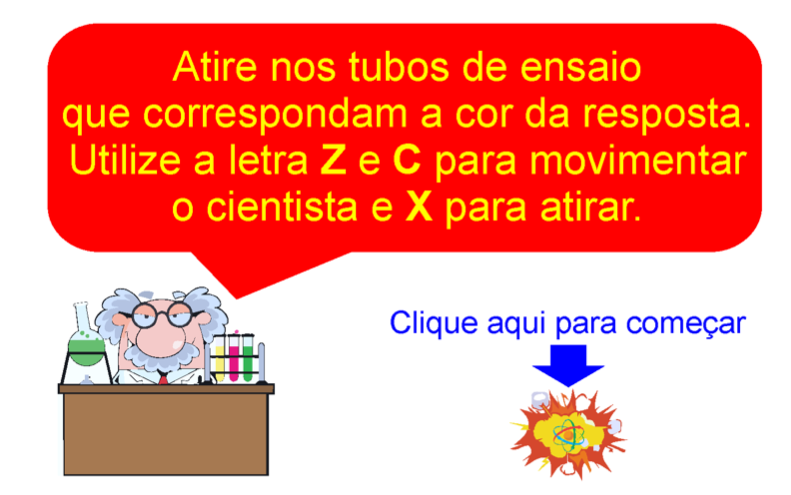 Atire nos tubos de ensaio
que correspondam a cor da resposta.
Utilize a letra Z e C para movimentar
o cientista e X para atirar.
Clique aqui para começar